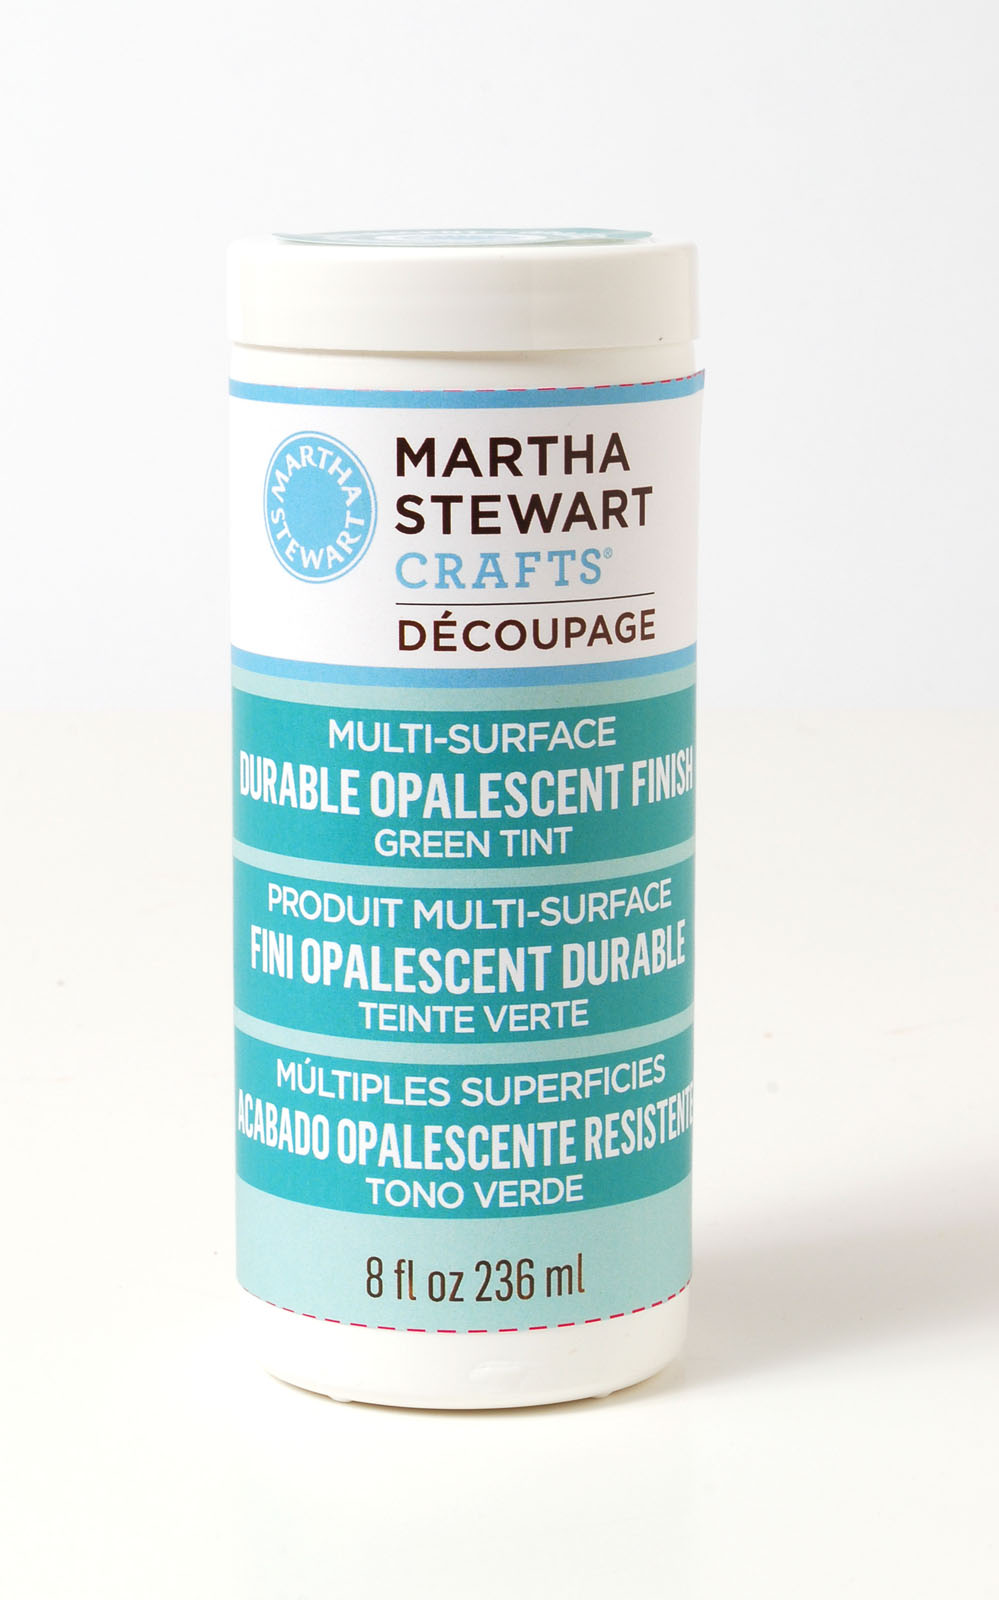 MARTHA STEWART
MARTHA
STEWART
CRAFTS®
DÉCOUPAGE
MULTI-SURFACE
DURABLE OPALESCENT FINISH
GREEN TINT
PRODUIT MULTI-SURFACE
FINI OPALESCENT DURABLE
TEINTE VERTE
MÚLTIPLES SUPERFICIES
ACABADO OPALESCENTE RESISTENTE
TONO VERDE
8 fl oz 236 ml